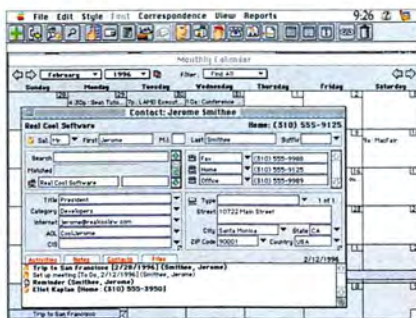 File Edit Style Font Correspondence View Reports 9:26
Monthly Calendar
February 1996 Filter: Find All
Sunday Monday Tuesday Wednesday Thursday Friday Saturday
Contact: Jerome Smithee
Real Cool Software Home: (310) 555-9125
Sal. Mr First Jerome M.I. Last Smithee Suffix
Search Fax (310) 555-9988
Matched Home (310) 555-9125
Real Cool Software Office (310) 555-9989
Title President Type 1 of 1
Category Developers Street 10722 Main Street
Internet
AOL CoolJerome City Santa Monica State CA
CIS ZIP Code 90001 Country USA
Activities Notes Contacts Files 2/12/1996
Trip to San Francisco [2/28/1996] (Smithee, Jerome)
Set up meeting [To Do, 2/12/1996] (Smithee, Jerome)
Reminder (Smithee, Jerome)
Eliot Kaplan [Home: (310) 555-3950]
Trip to San Francisco